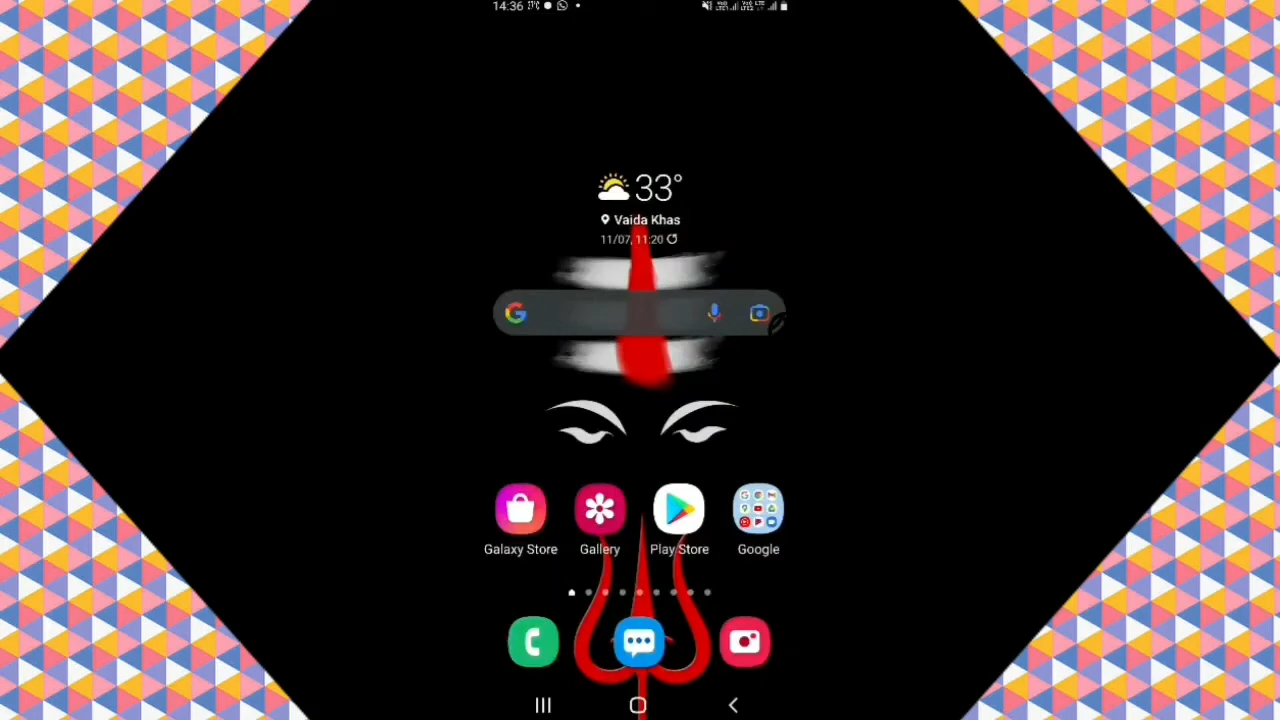 14:36
33°
Vaida Khas
11/07, 11:20
Galaxy Store
Gallery
Play Store
Google